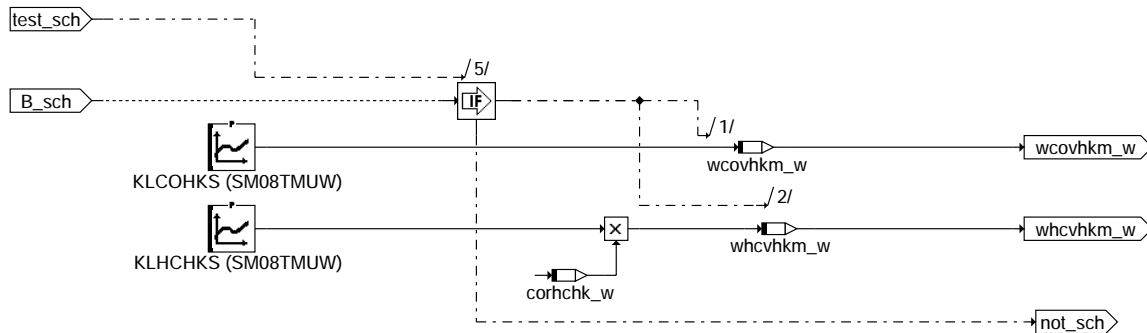 test_sch
/ 5/
B_sch
IF
/ 1/
P
wcovhkm_w
wcovhkm_w
KLCOHKS (SM08TMUW)
/ 2/
P
whcvhkm_w
whcvhkm_w
KLHCHKS (SM08TMUW)
corhchk_w
not_sch